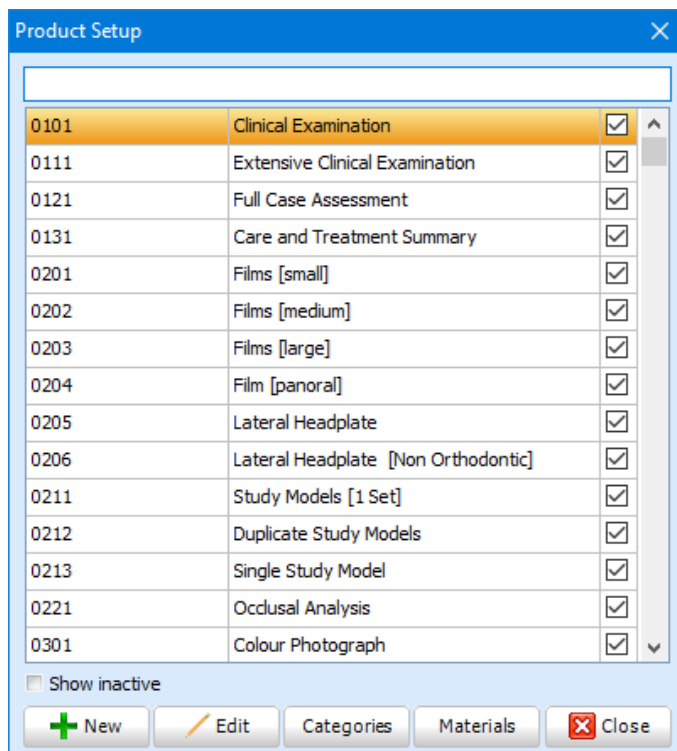 Product Setup
0101 Clinical Examination
0111 Extensive Clinical Examination
0121 Full Case Assessment
0131 Care and Treatment Summary
0201 Films [small]
0202 Films [medium]
0203 Films [large]
0204 Film [panoral]
0205 Lateral Headplate
0206 Lateral Headplate [Non Orthodontic]
0211 Study Models [1 Set]
0212 Duplicate Study Models
0213 Single Study Model
0221 Occlusal Analysis
0301 Colour Photograph
Show inactive
New Edit Categories Materials Close